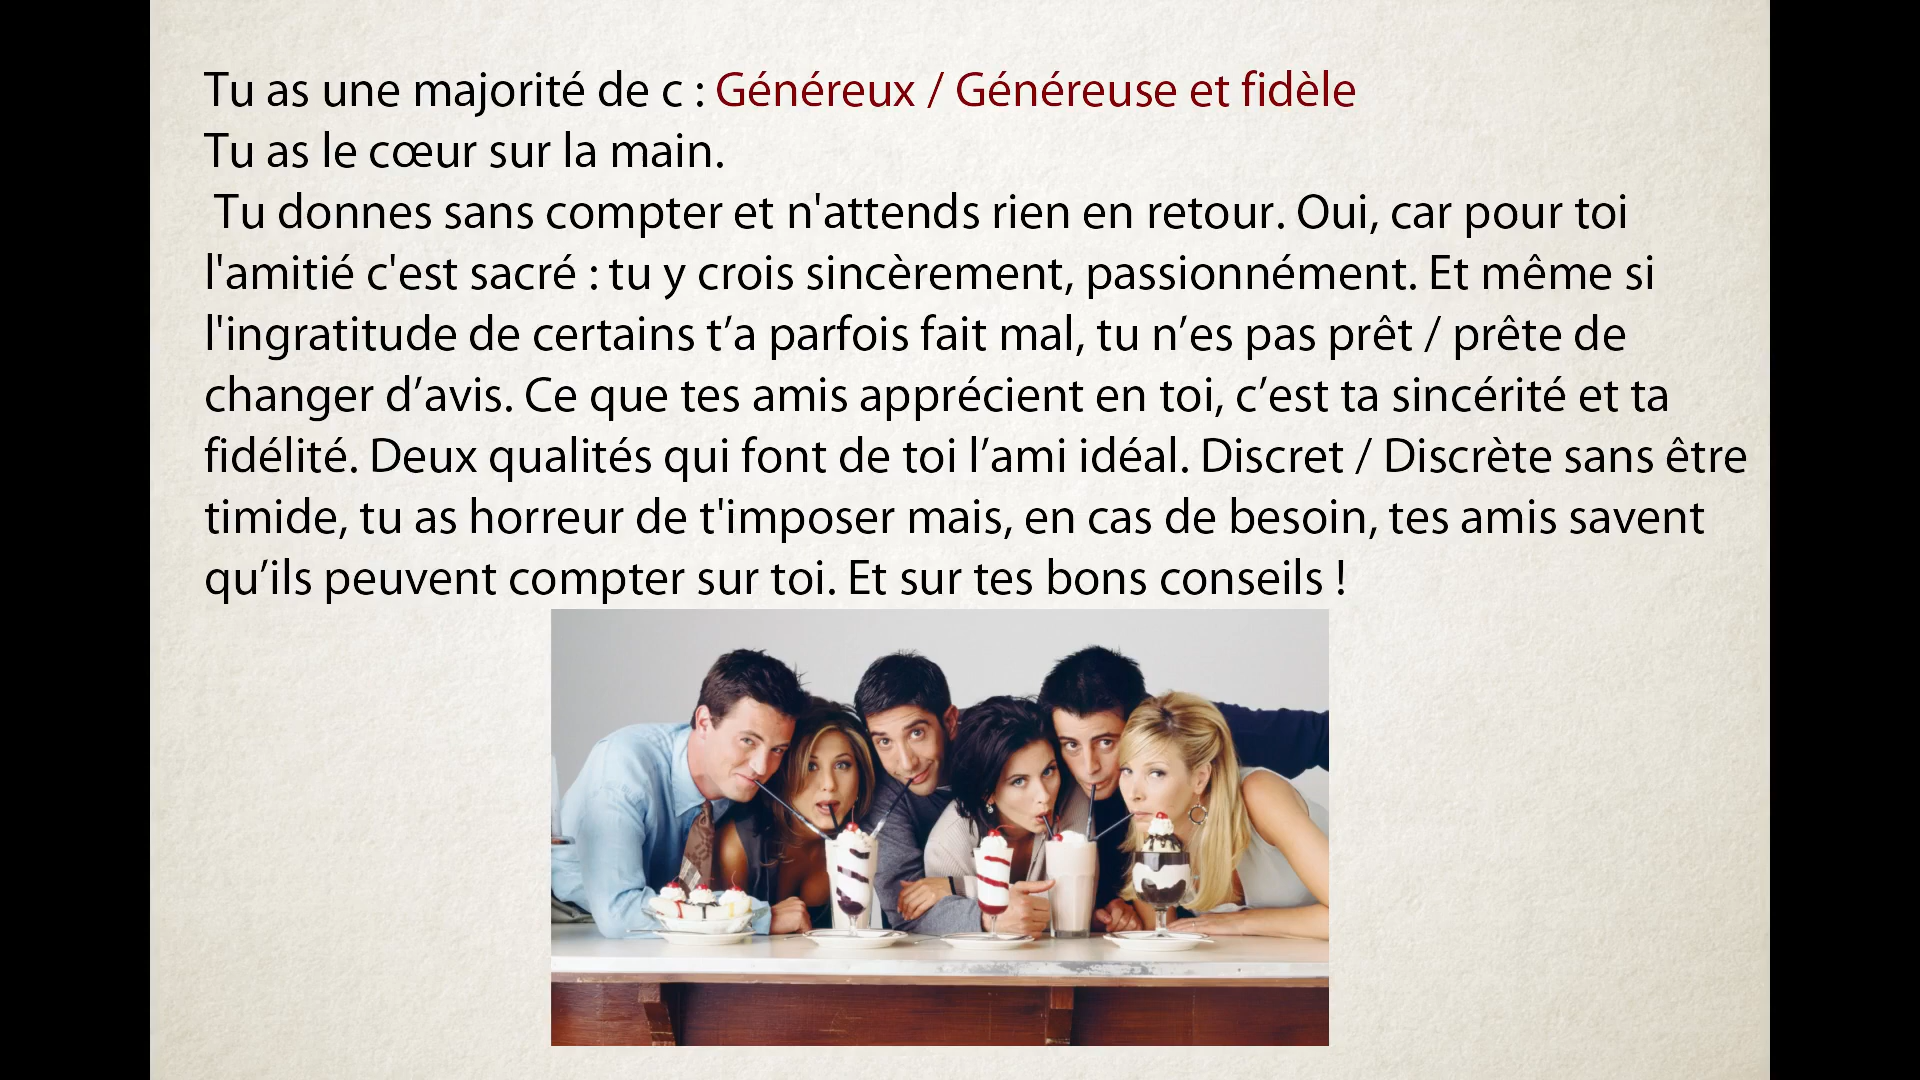 Tu as une majorité de c : Généreux / Généreuse et fidèle
Tu as le cœur sur la main.
Tu donnes sans compter et n'attends rien en retour. Oui, car pour toi
l'amitié c'est sacré : tu y crois sincèrement, passionnément. Et même si
l'ingratitude de certains t’a parfois fait mal, tu n’es pas prêt / prête de
changer d’avis. Ce que tes amis apprécient en toi, c’est ta sincérité et ta
fidélité. Deux qualités qui font de toi l’ami idéal. Discret / Discrète sans être
timide, tu as horreur de t'imposer mais, en cas de besoin, tes amis savent
qu’ils peuvent compter sur toi. Et sur tes bons conseils !